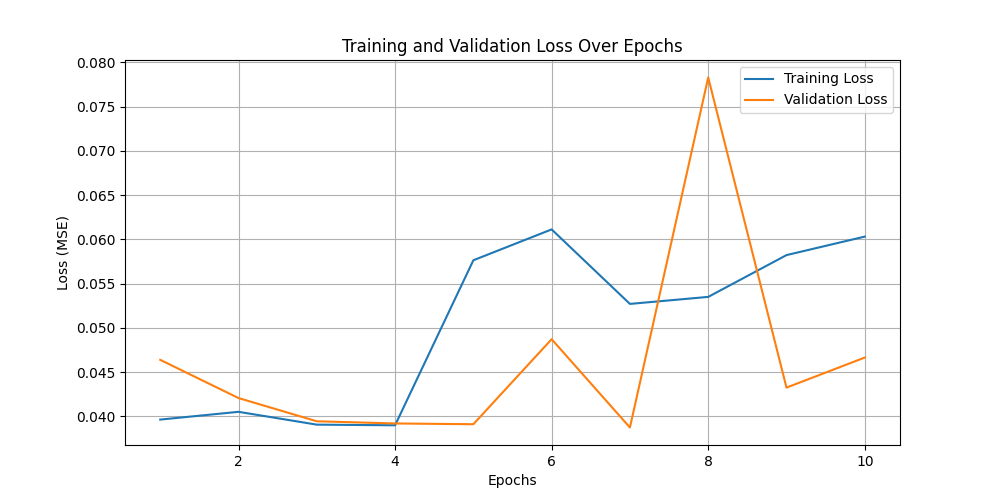 Training and Validation Loss Over Epochs
0.080
0.075
0.070
0.065
0.060
0.055
0.050
0.045
0.040
Loss (MSE)
Training Loss
Validation Loss
2 4 6 8 10
Epochs